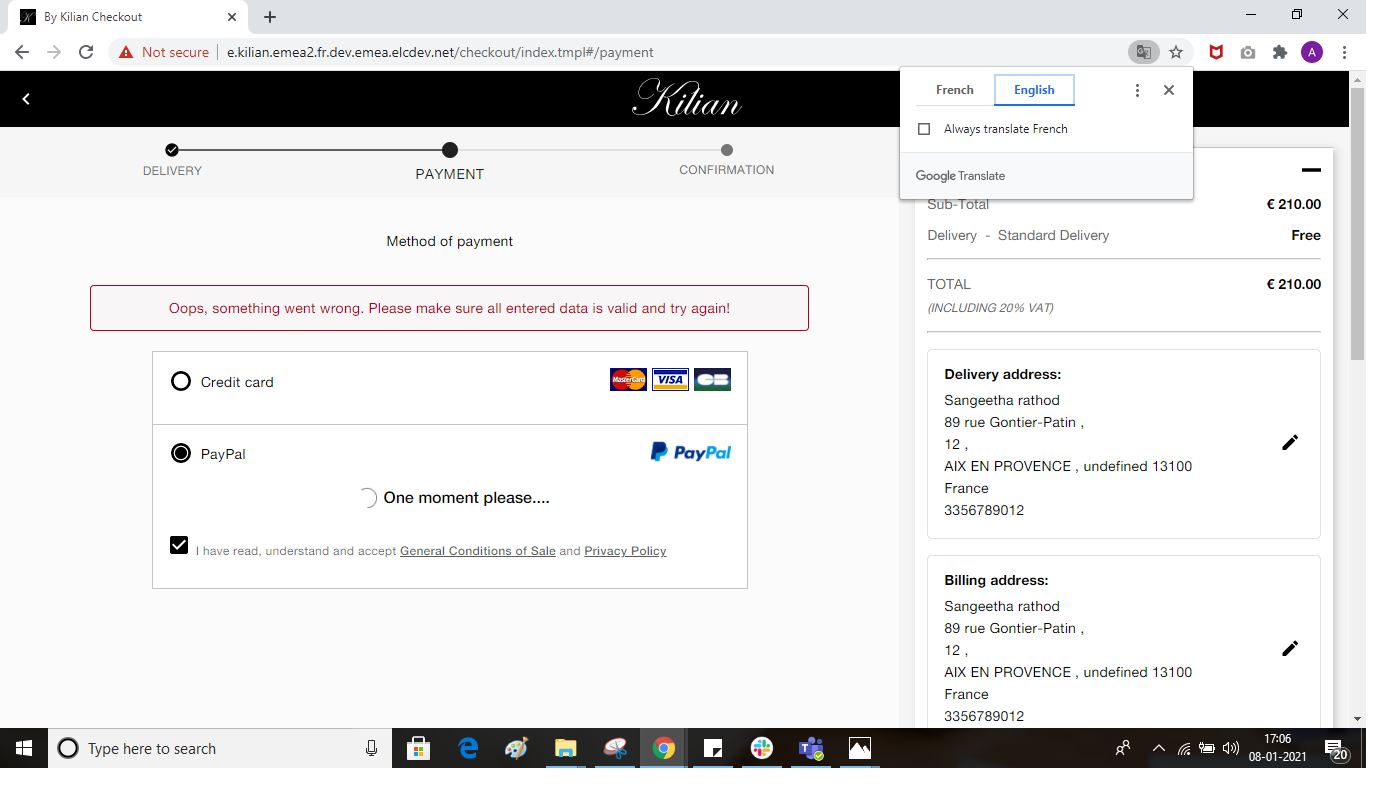 By Kilian Checkout
Not secure
e.kilian.emea2.fr.dev.emea.elcdev.net/checkout/index.tmpl#/payment
A
French
English
Always translate French
Google Translate
Kilian
DELIVERY
PAYMENT
CONFIRMATION
Method of payment
Oops, something went wrong. Please make sure all entered data is valid and try again!
Credit card
MasterCard
VISA
CB
PayPal
PayPal
One moment please....
I have read, understand and accept General Conditions of Sale and Privacy Policy
Sub-Total € 210.00
Delivery - Standard Delivery Free
TOTAL € 210.00
(INCLUDING 20% VAT)
Delivery address:
Sangeetha rathod
89 rue Gontier-Patin ,
12 ,
AIX EN PROVENCE , undefined 13100
France
3356789012
Billing address:
Sangeetha rathod
89 rue Gontier-Patin ,
12 ,
AIX EN PROVENCE , undefined 13100
France
3356789012
Type here to search
17:06
08-01-2021
20